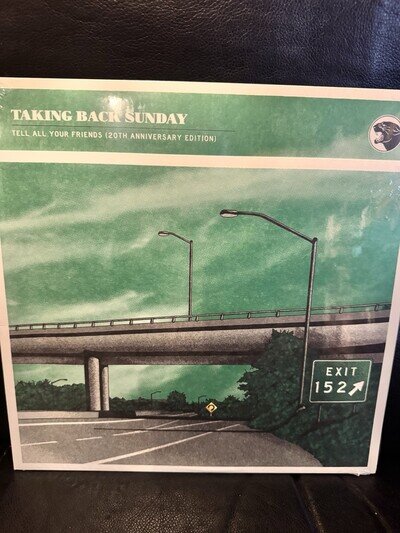 TAKING BACK SUNDAY
TELL ALL YOUR FRIENDS (20TH ANNIVERSARY EDITION)
EXIT
152